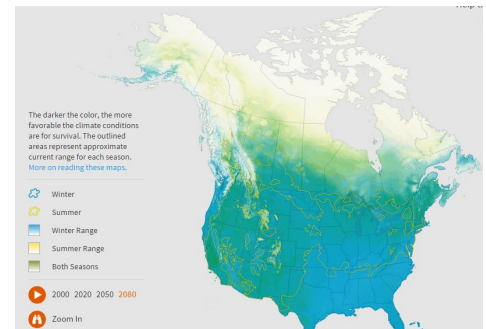 Help
The darker the color, the more
favorable the climate conditions
are for survival. The outlined
areas represent approximate
current range for each season.
More on reading these maps.
Winter
Summer
Winter Range
Summer Range
Both Seasons
2000 2020 2050 2080
Zoom In